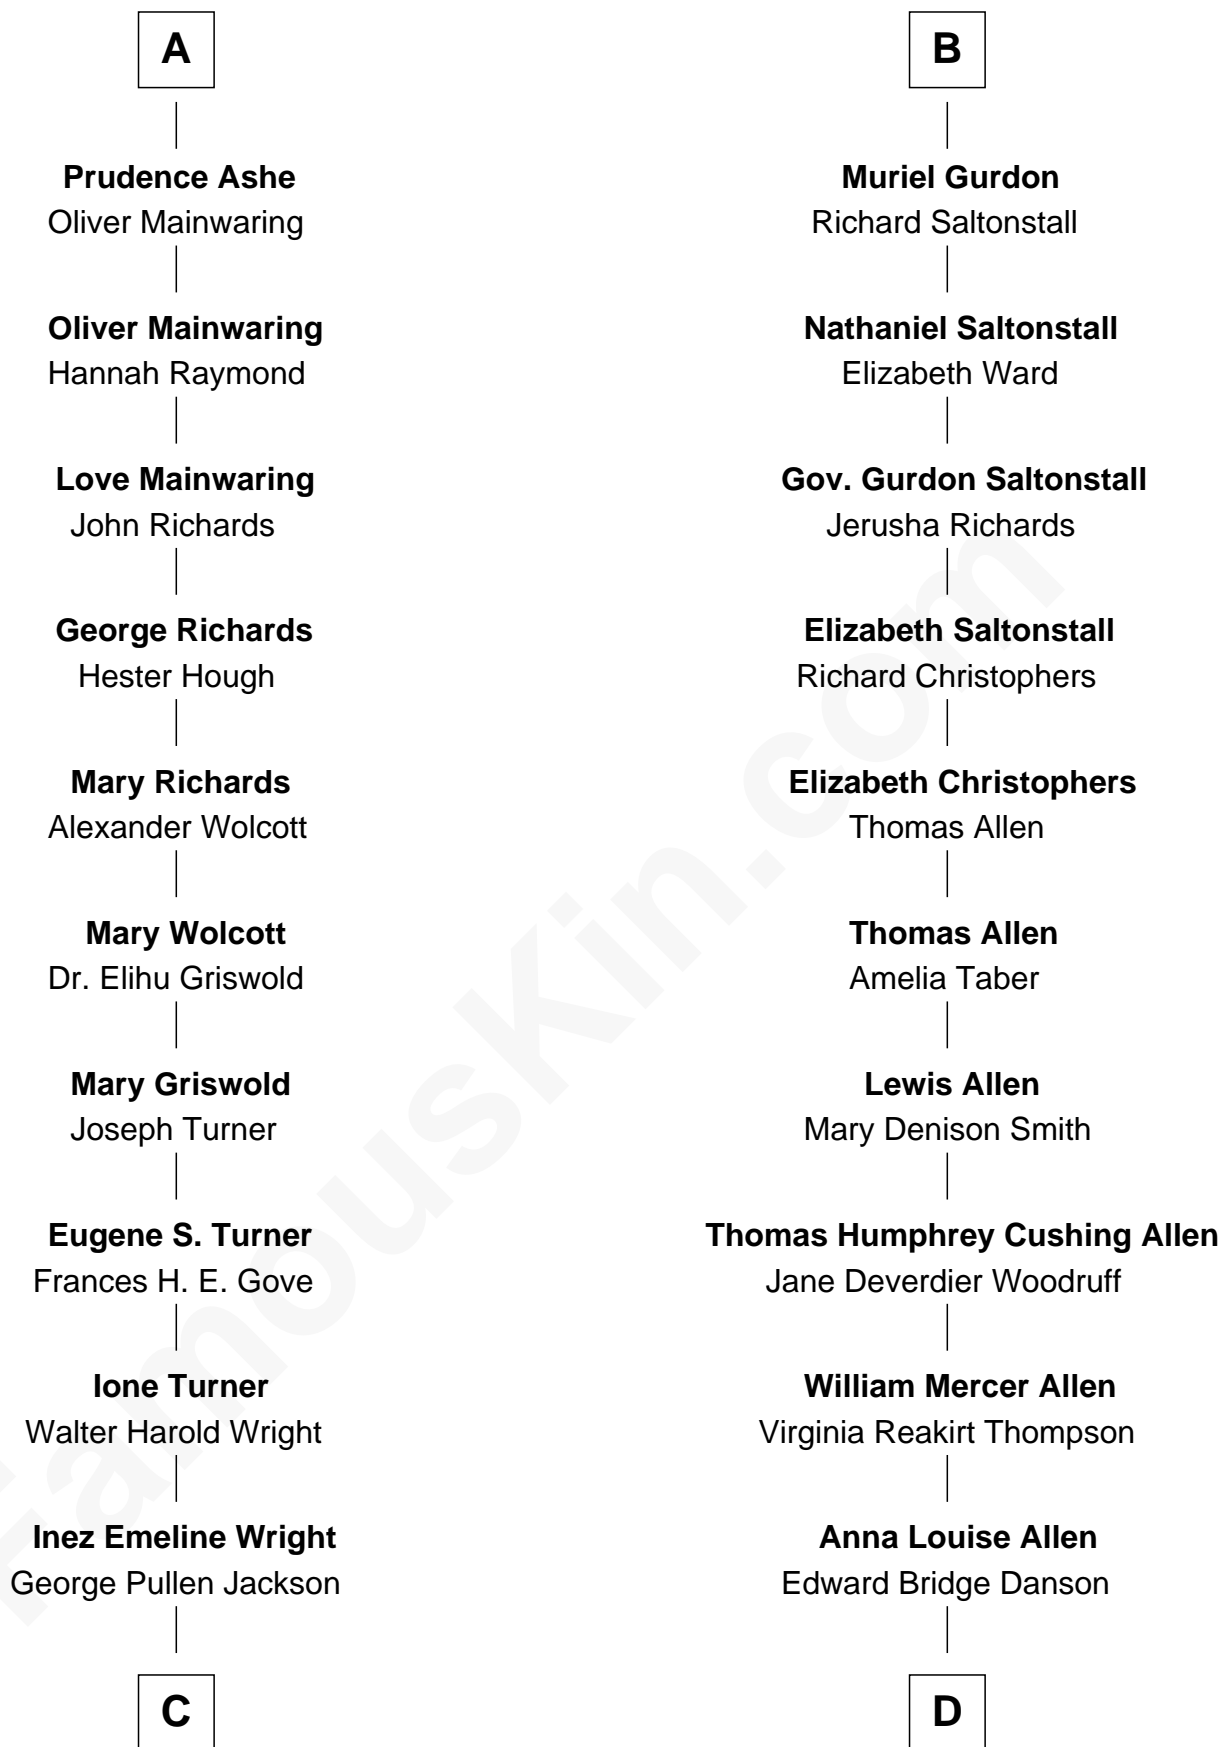 A
Prudence Ashe
Oliver Mainwaring
Oliver Mainwaring
Hannah Raymond
Love Mainwaring
John Richards
George Richards
Hester Hough
Mary Richards
Alexander Wolcott
Mary Wolcott
Dr. Elihu Griswold
Mary Griswold
Joseph Turner
Eugene S. Turner
Frances H. E. Gove
Ione Turner
Walter Harold Wright
Inez Emeline Wright
George Pullen Jackson
C
B
Muriel Gurdon
Richard Saltonstall
Nathaniel Saltonstall
Elizabeth Ward
Gov. Gurdon Saltonstall
Jerusha Richards
Elizabeth Saltonstall
Richard Christophers
Elizabeth Christophers
Thomas Allen
Thomas Allen
Amelia Taber
Lewis Allen
Mary Denison Smith
Thomas Humphrey Cushing Allen
Jane Deverdier Woodruff
William Mercer Allen
Virginia Reakirt Thompson
Anna Louise Allen
Edward Bridge Danson
D
FamousKin.com